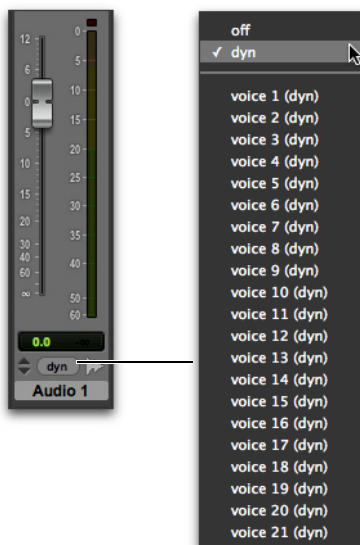 12
6
0
5
10
15
20
30
40
60
∞
0
5
10
15
20
25
30
35
40
50
60
0.0 -∞
dyn
Audio 1
off
✓ dyn
voice 1 (dyn)
voice 2 (dyn)
voice 3 (dyn)
voice 4 (dyn)
voice 5 (dyn)
voice 6 (dyn)
voice 7 (dyn)
voice 8 (dyn)
voice 9 (dyn)
voice 10 (dyn)
voice 11 (dyn)
voice 12 (dyn)
voice 13 (dyn)
voice 14 (dyn)
voice 15 (dyn)
voice 16 (dyn)
voice 17 (dyn)
voice 18 (dyn)
voice 19 (dyn)
voice 20 (dyn)
voice 21 (dyn)